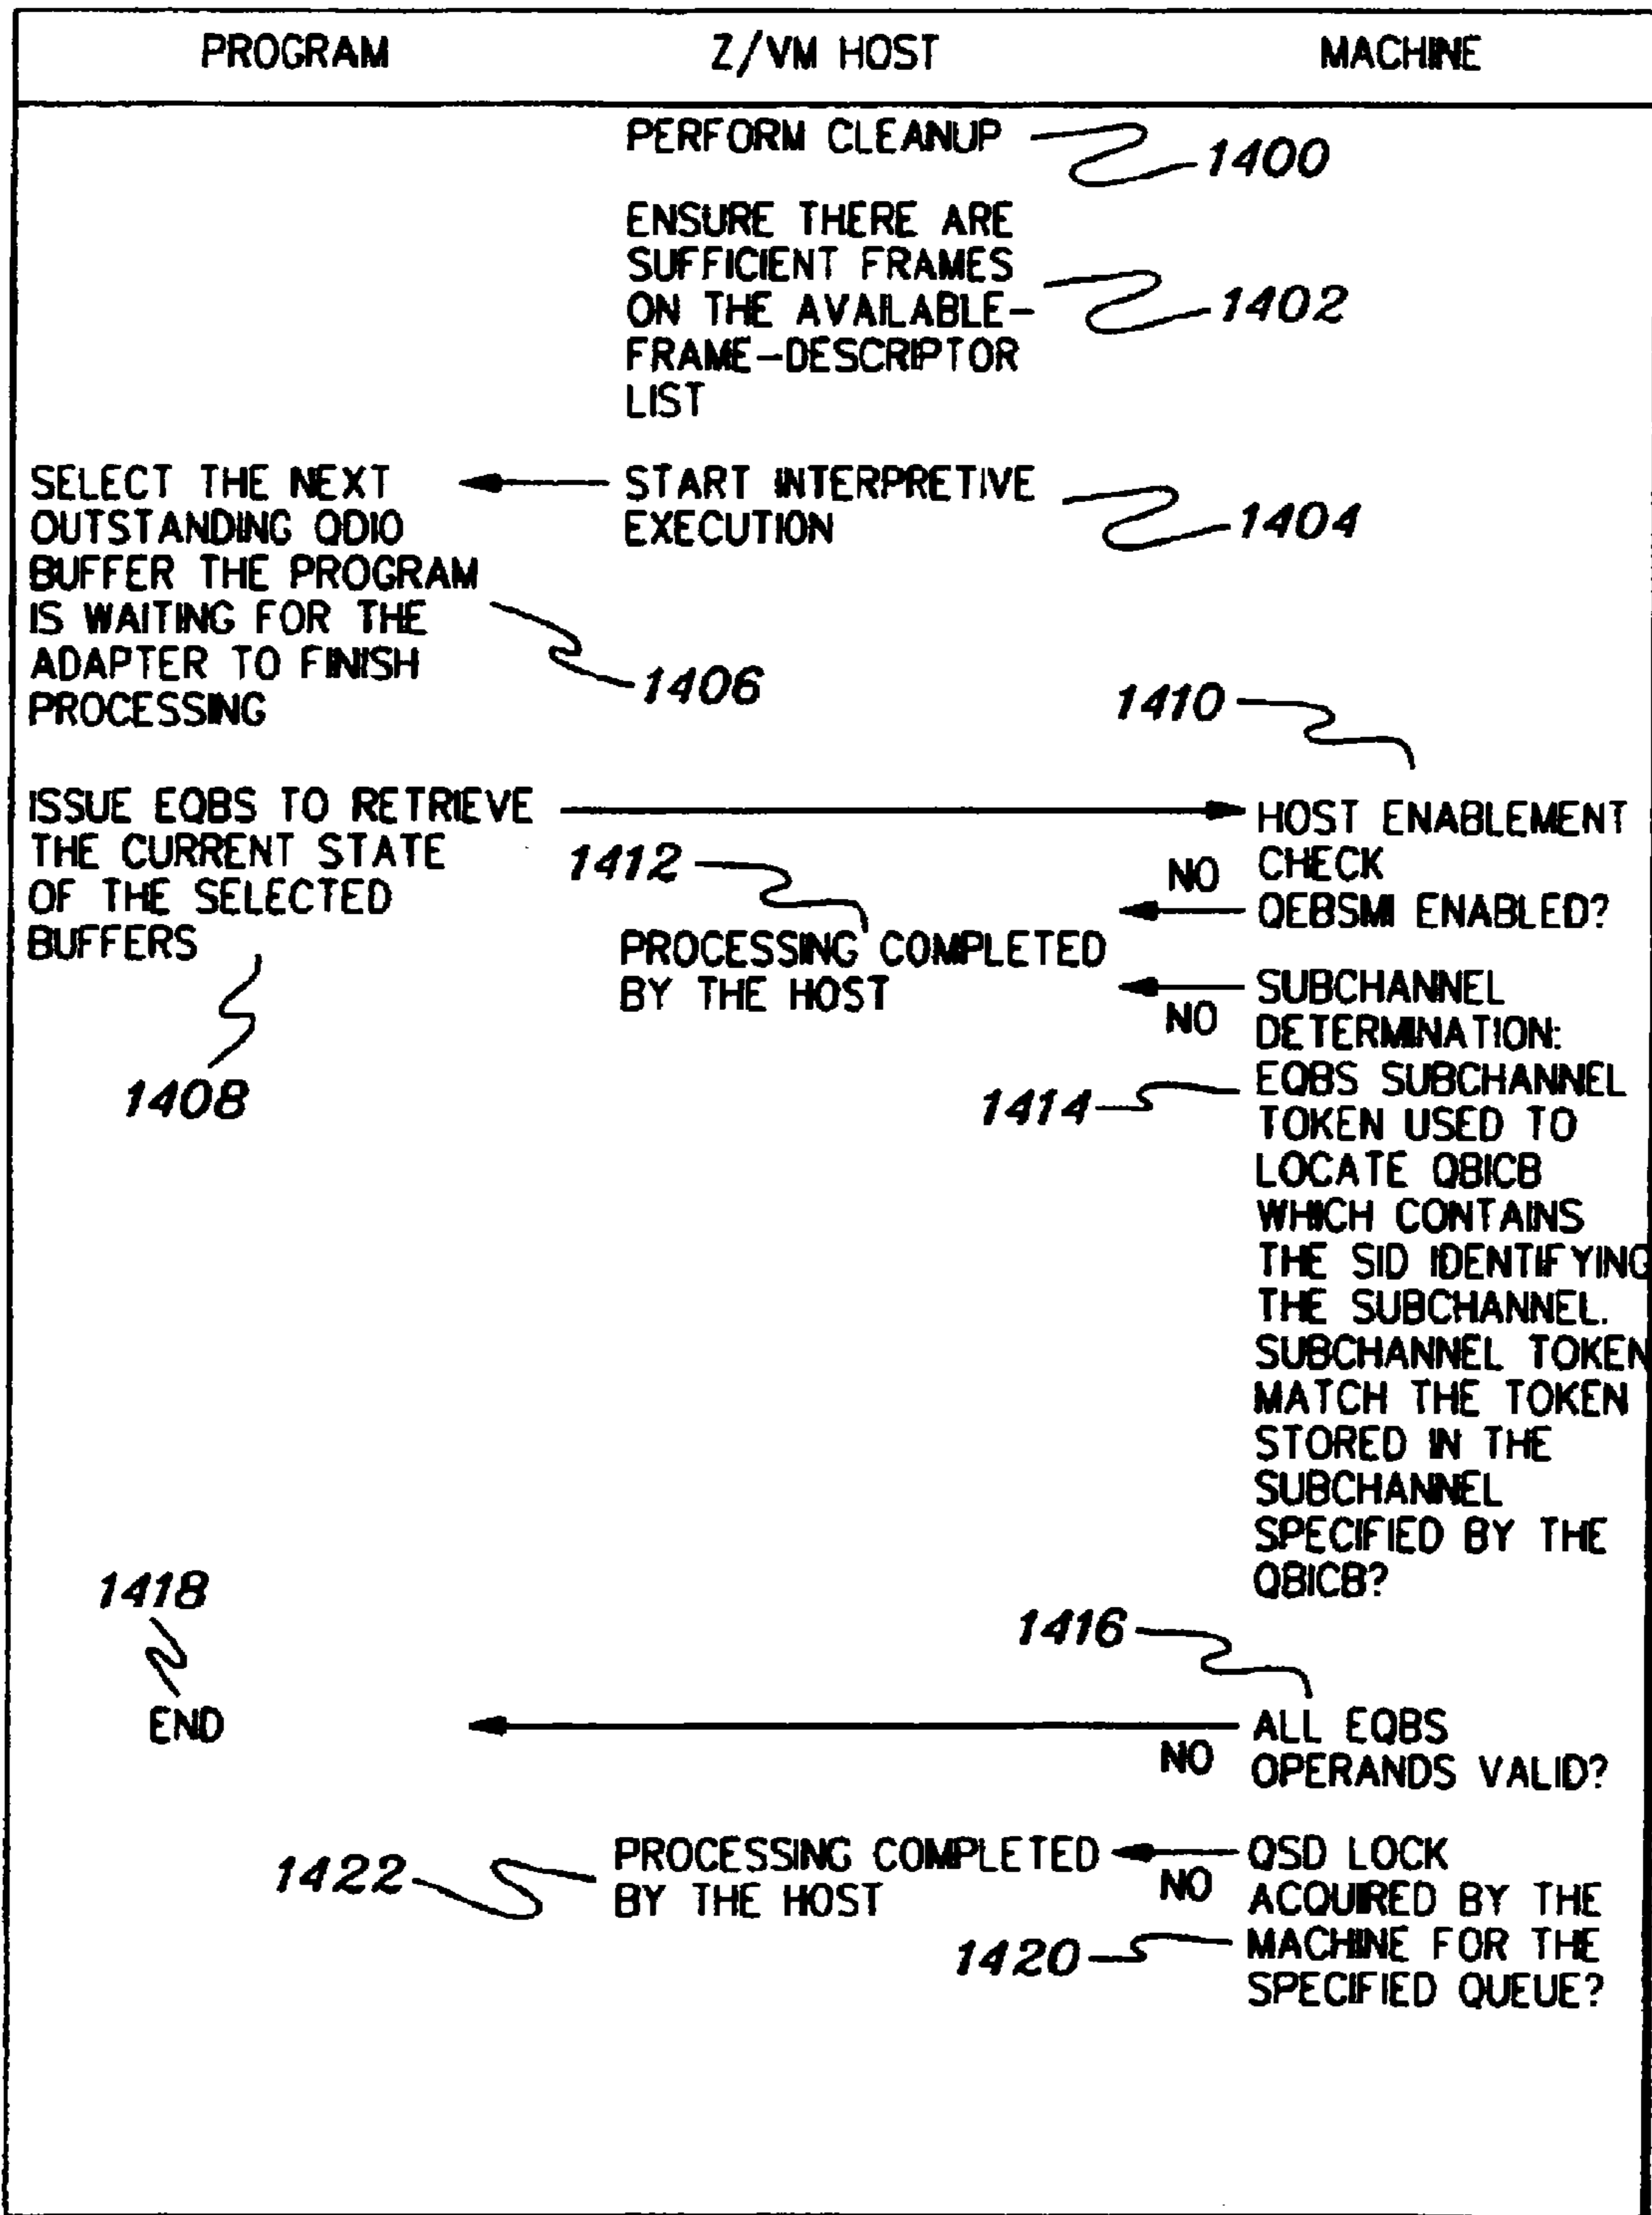 PROGRAM
Z/VM HOST
MACHINE
PERFORM CLEANUP
1400
ENSURE THERE ARE
SUFFICIENT FRAMES
ON THE AVAILABLE-
FRAME-DESCRIPTOR
LIST
1402
START INTERPRETIVE
EXECUTION
1404
SELECT THE NEXT
OUTSTANDING QDIO
BUFFER THE PROGRAM
IS WAITING FOR THE
ADAPTER TO FINISH
PROCESSING
1406
1410
ISSUE EQBS TO RETRIEVE
THE CURRENT STATE
OF THE SELECTED
BUFFERS
1408
HOST ENABLEMENT
CHECK
QEBSMI ENABLED?
NO
1412
PROCESSING COMPLETED
BY THE HOST
NO
SUBCHANNEL
DETERMINATION:
EQBS SUBCHANNEL
TOKEN USED TO
LOCATE QBICB
WHICH CONTAINS
THE SID IDENTIFYING
THE SUBCHANNEL.
SUBCHANNEL TOKEN
MATCH THE TOKEN
STORED IN THE
SUBCHANNEL
SPECIFIED BY THE
QBICB?
1414
1418
END
1416
ALL EQBS
OPERANDS VALID?
NO
1422
PROCESSING COMPLETED
BY THE HOST
NO
QSD LOCK
ACQUIRED BY THE
MACHINE FOR THE
SPECIFIED QUEUE?
1420